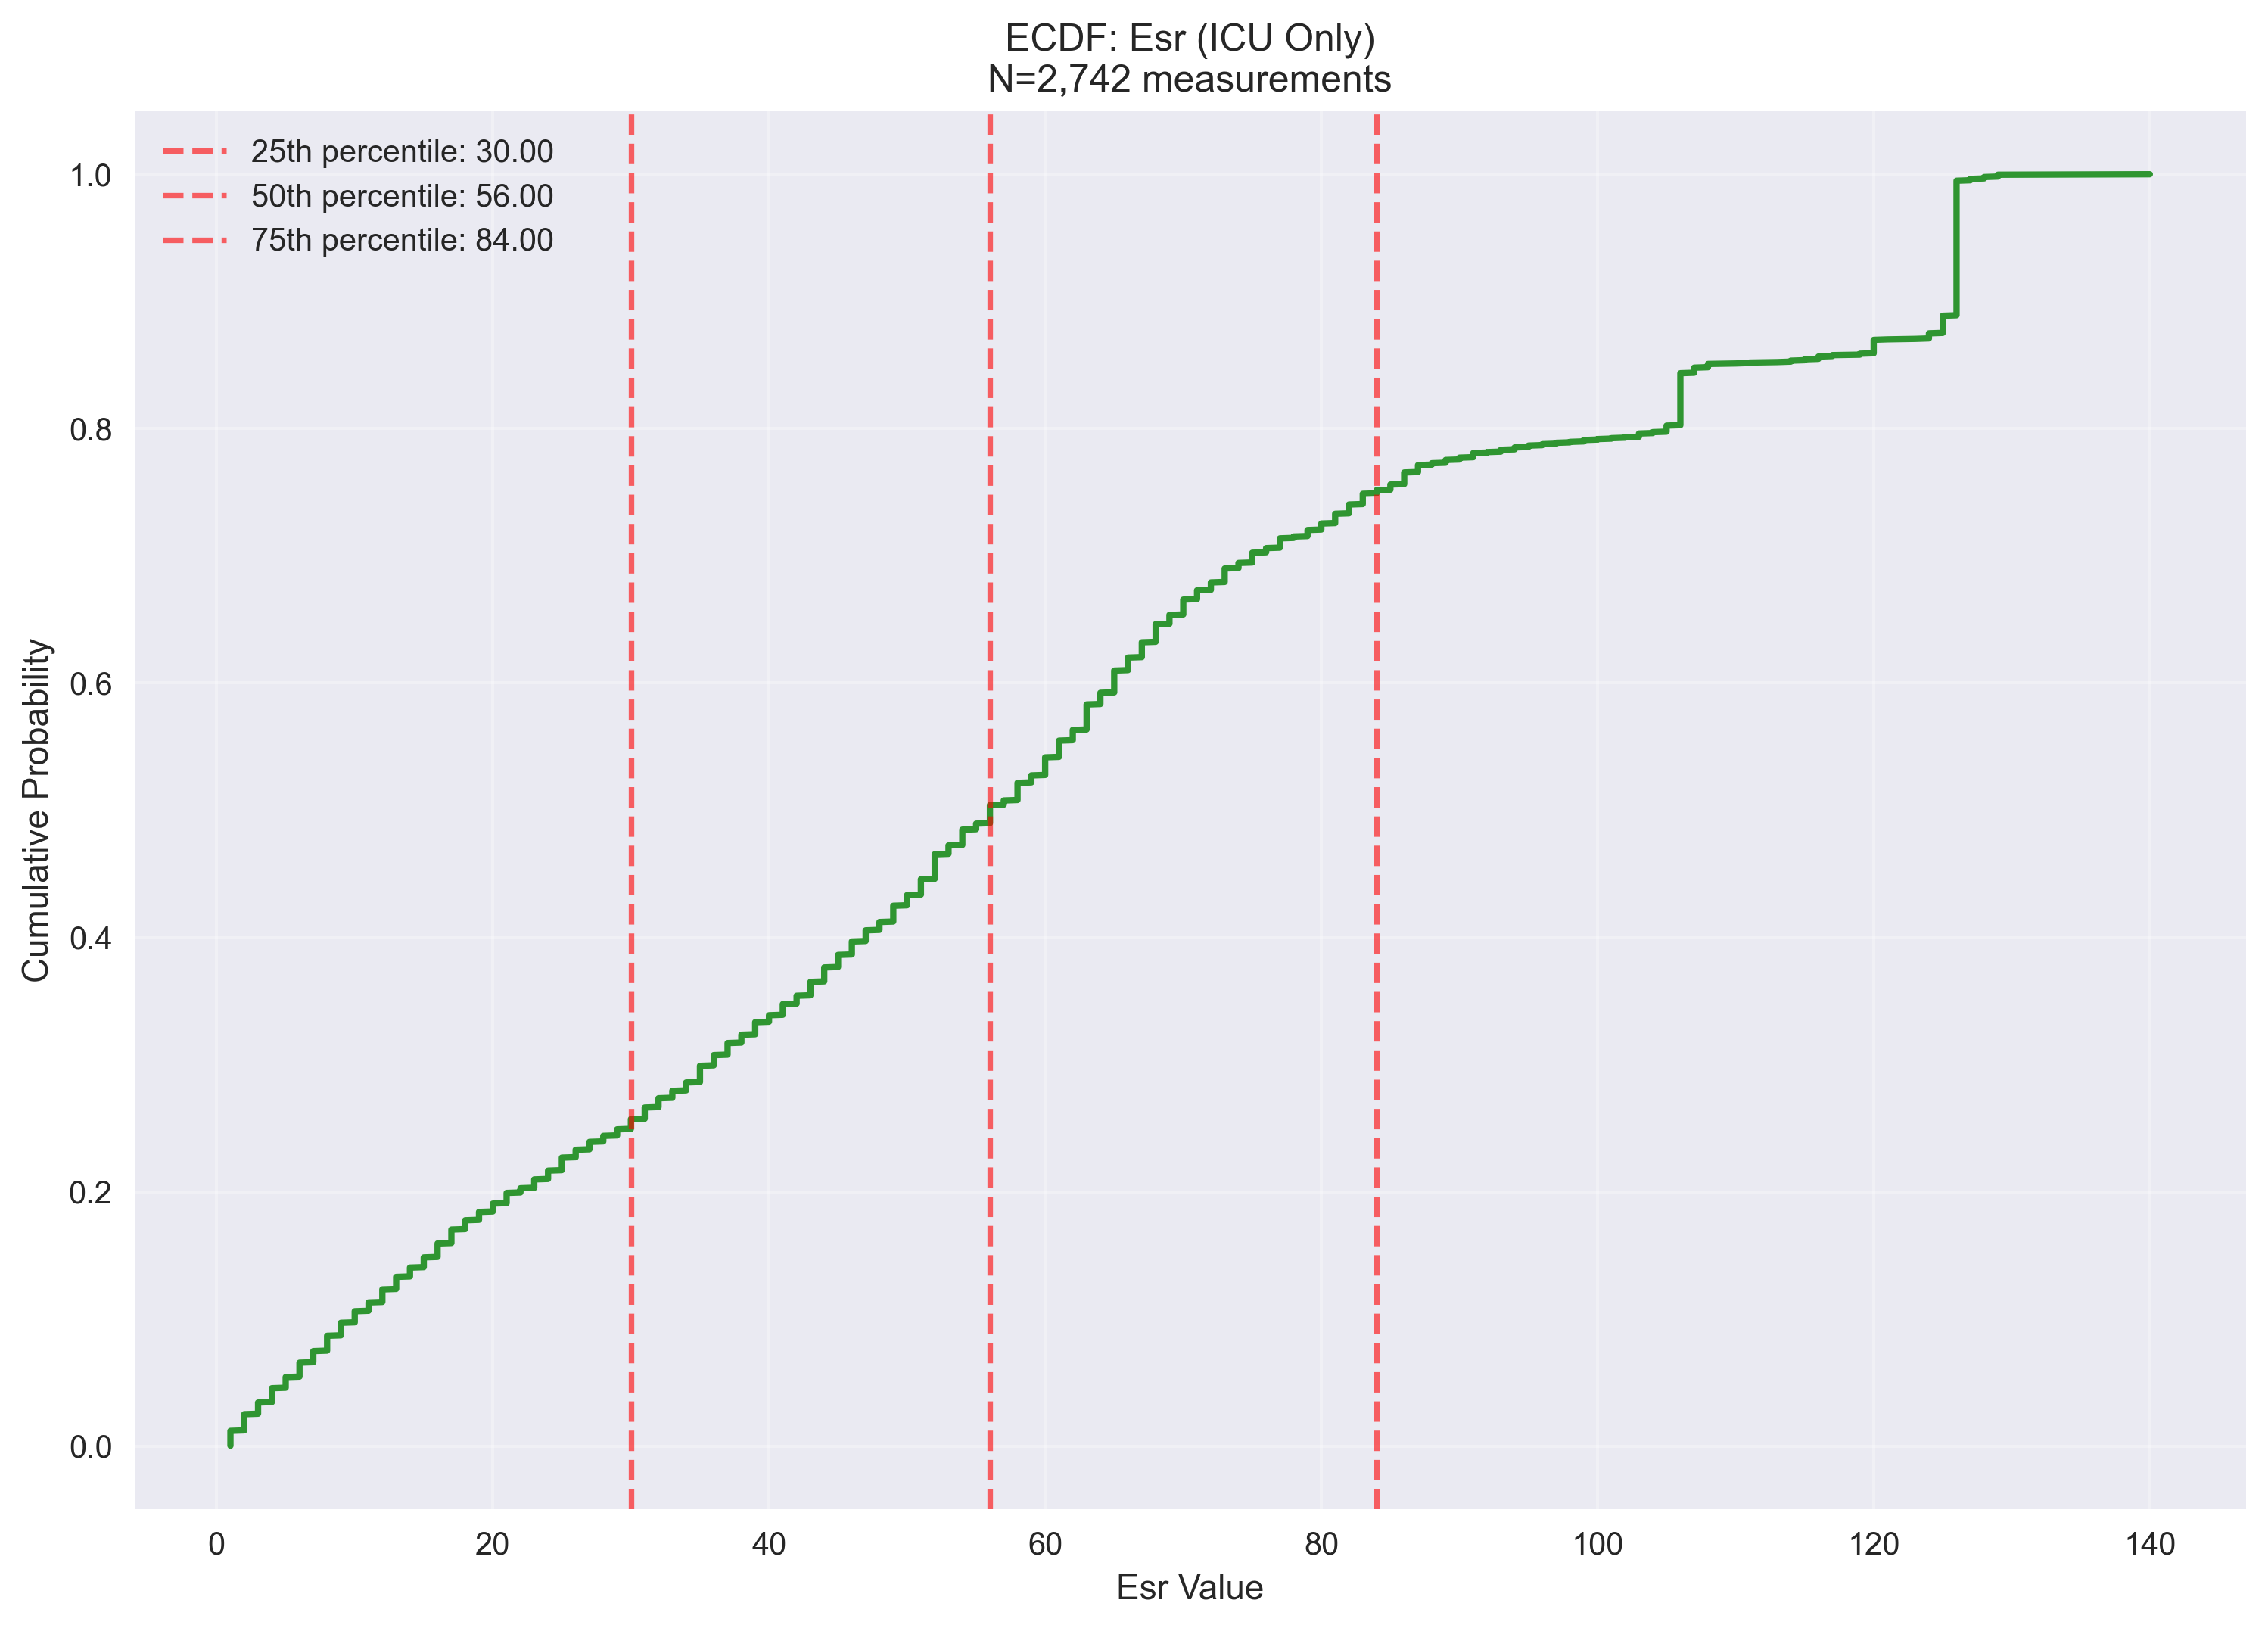 ECDF: Esr (ICU Only)
N=2,742 measurements
25th percentile: 30.00
50th percentile: 56.00
75th percentile: 84.00
1.0
0.8
0.6
0.4
0.2
0.0
Cumulative Probability
0 20 40 60 80 100 120 140
Esr Value